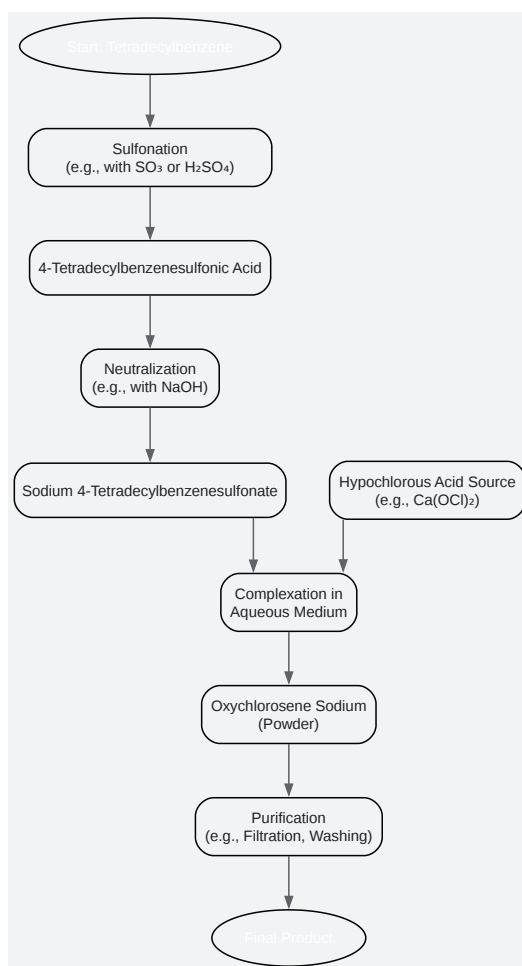 Start: Tetradecylbenzene
Sulfonation
(e.g., with SO₃ or H₂SO₄)
4-Tetradecylbenzenesulfonic Acid
Neutralization
(e.g., with NaOH)
Sodium 4-Tetradecylbenzenesulfonate
Hypochlorous Acid Source
(e.g., Ca(OCl)₂)
Complexation in
Aqueous Medium
Oxychlorosene Sodium
(Powder)
Purification
(e.g., Filtration, Washing)
Final Product